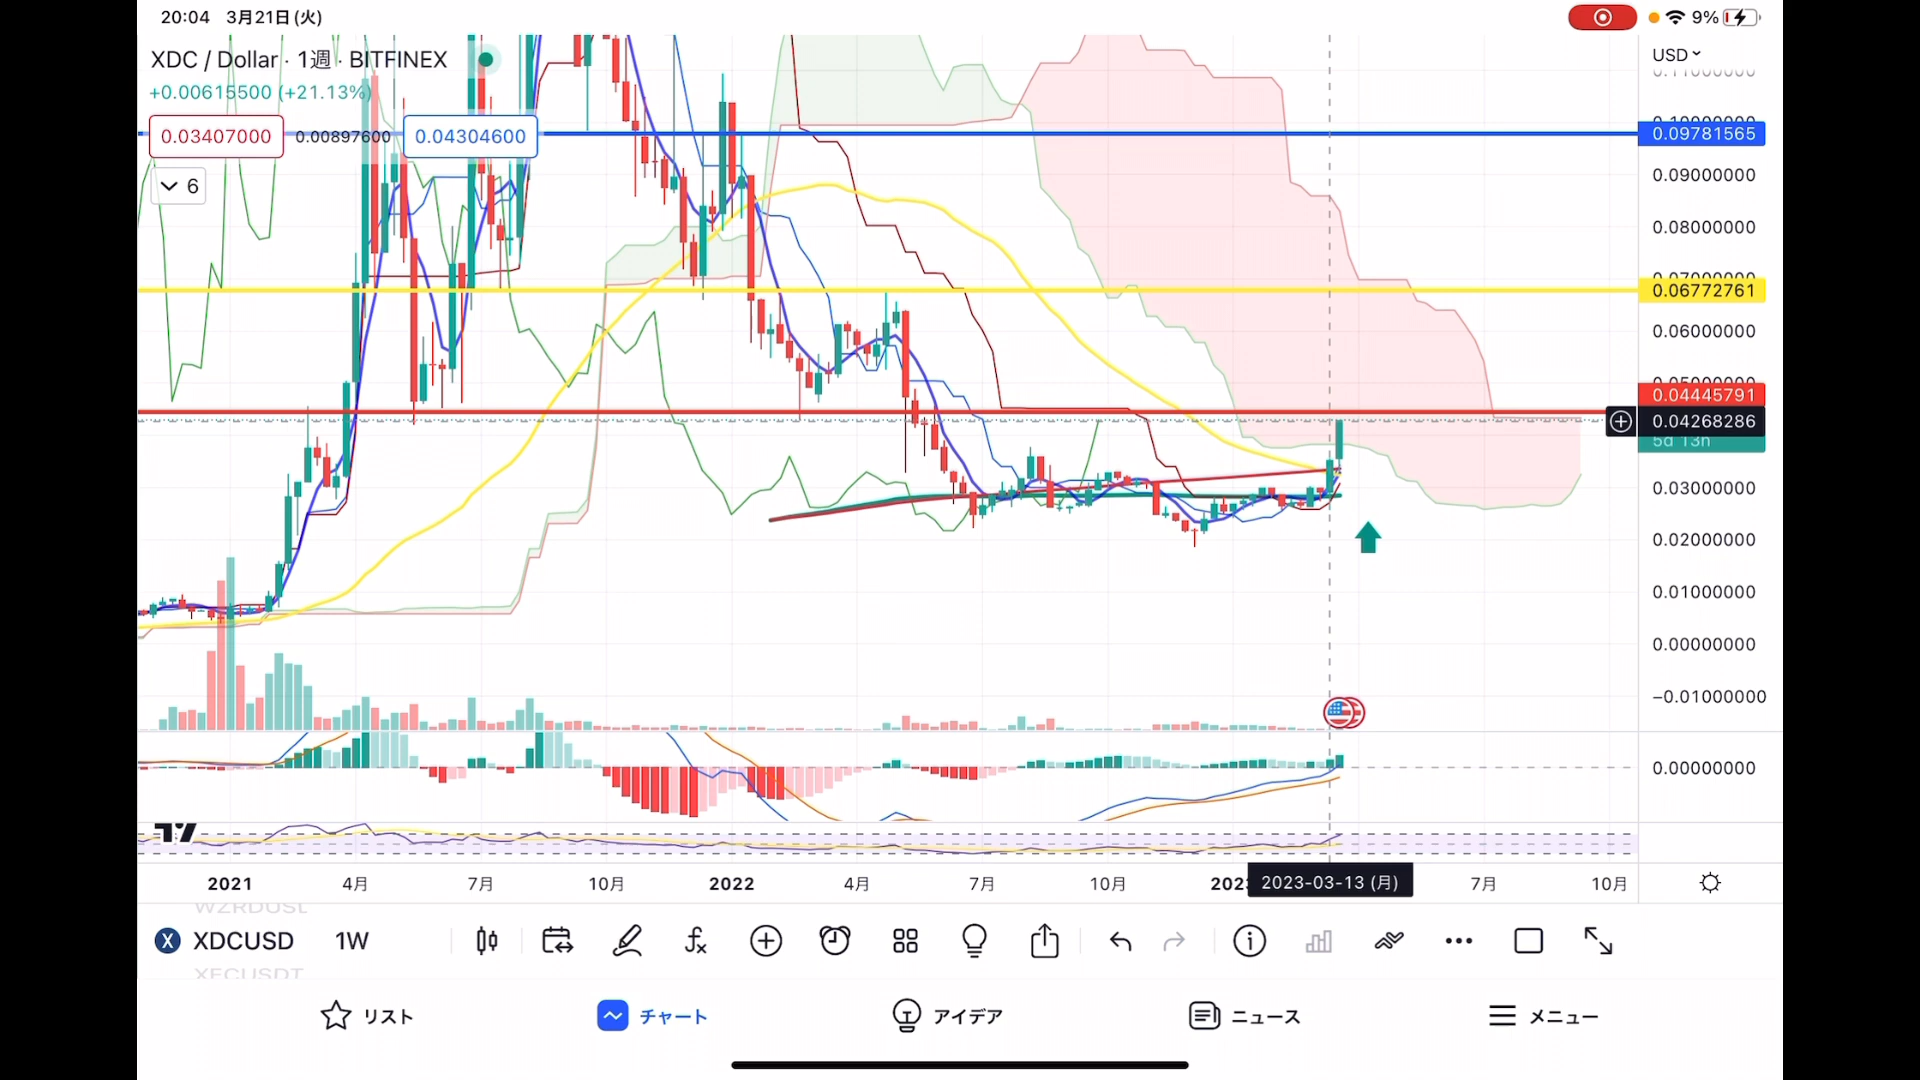 20:04 3月21日(火)
9%
XDC / Dollar · 1週 · BITFINEX
USD
+0.00615500 (+21.13%)
0.03407000 0.00897600 0.04304600
6
0.09781565
0.09000000
0.08000000
0.06772761
0.06000000
0.04445791
0.04268286
5d 13h
0.03000000
0.02000000
0.01000000
0.00000000
−0.01000000
0.00000000
2021 4月 7月 10月 2022 4月 7月 10月 2023 2023-03-13 (月) 7月 10月
WZRDUSD
XDCUSD 1W
XECUSDT
リスト チャート アイデア ニュース メニュー